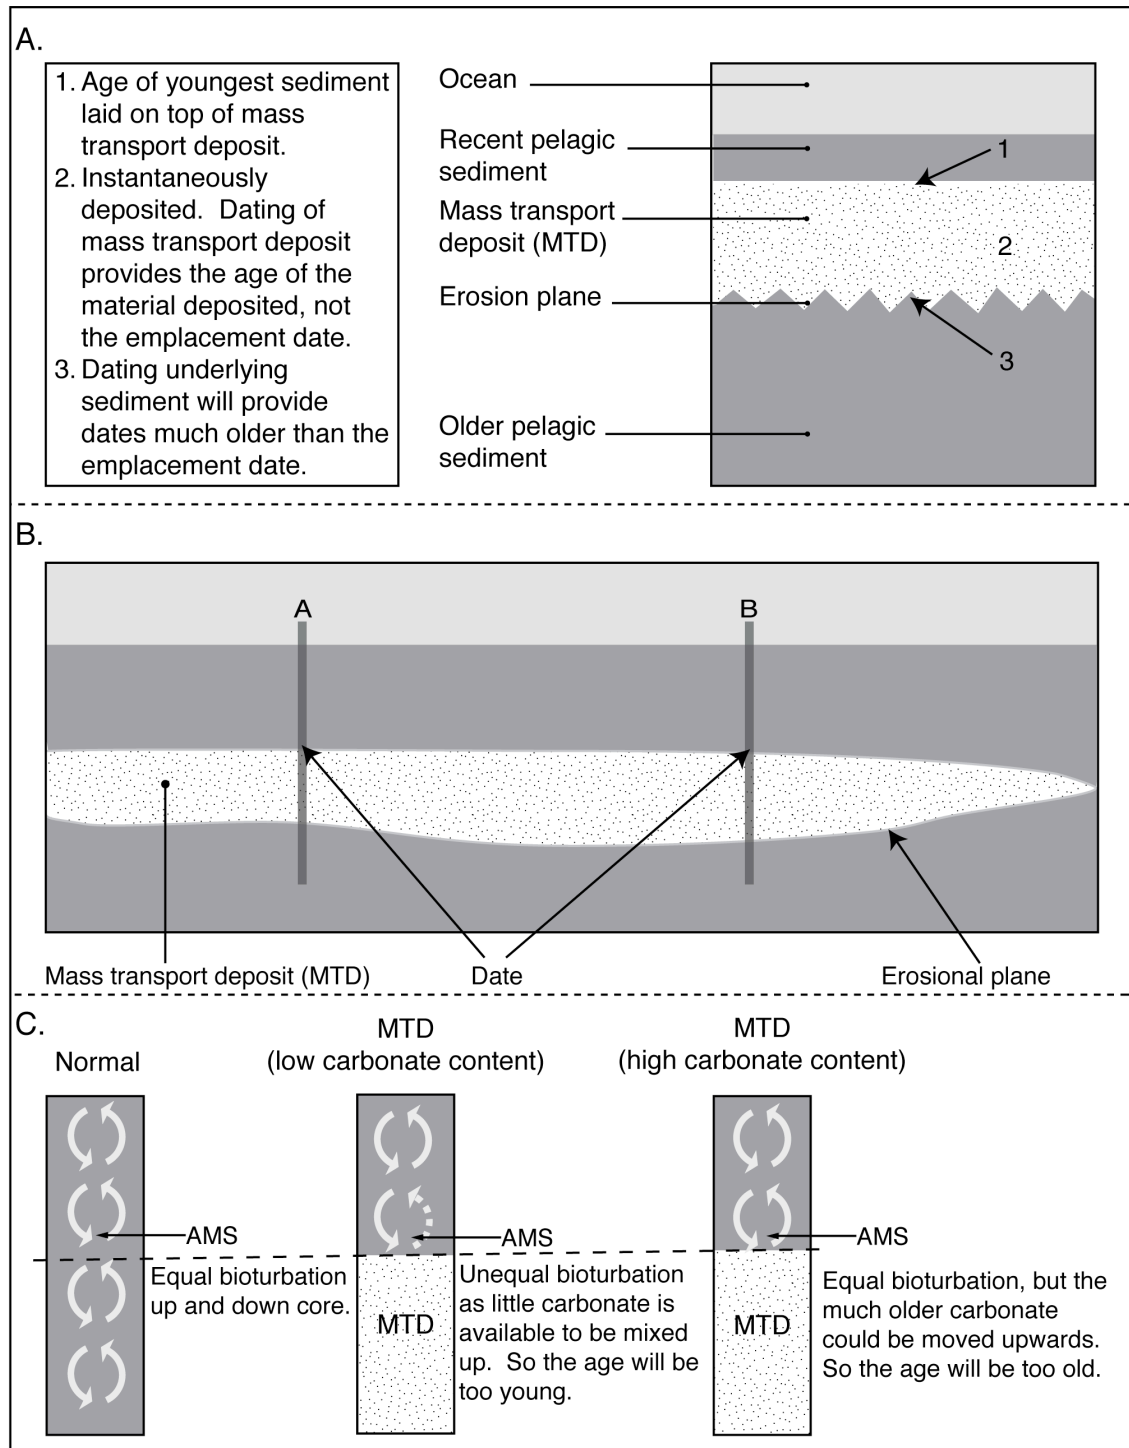 A.
1. Age of youngest sediment
laid on top of mass
transport deposit.
2. Instantaneously
deposited. Dating of
mass transport deposit
provides the age of the
material deposited, not
the emplacement date.
3. Dating underlying
sediment will provide
dates much older than the
emplacement date.
Ocean
Recent pelagic
sediment
Mass transport
deposit (MTD)
Erosion plane
Older pelagic
sediment
1
2
3
B.
A
B
Mass transport deposit (MTD)
Date
Erosional plane
C.
Normal
MTD
(low carbonate content)
MTD
(high carbonate content)
AMS
Equal bioturbation
up and down core.
AMS
MTD
Unequal bioturbation
as little carbonate is
available to be mixed
up. So the age will be
too young.
AMS
MTD
Equal bioturbation, but the
much older carbonate
could be moved upwards.
So the age will be too old.